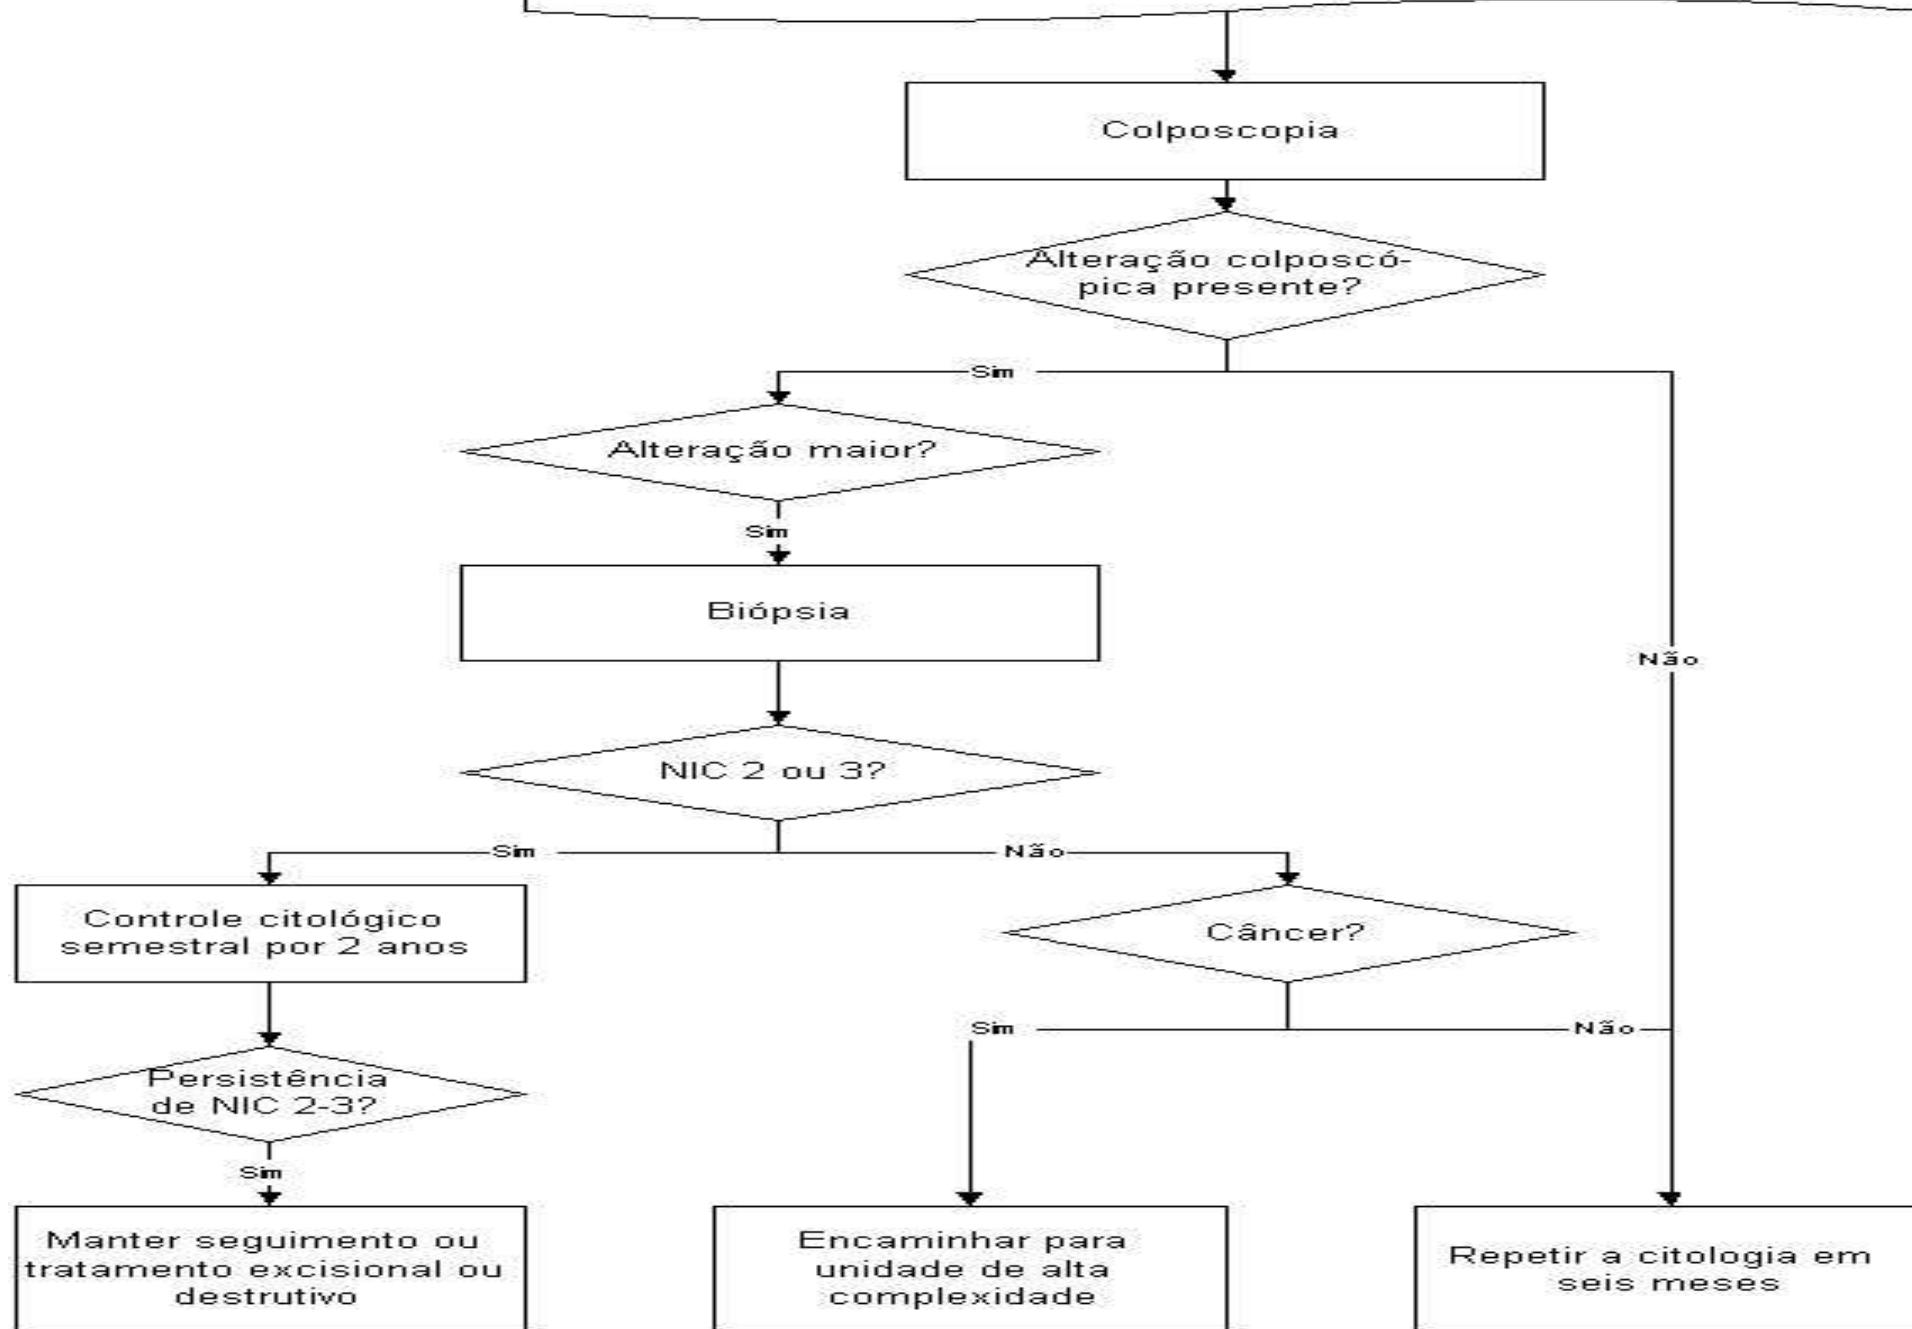 Colposcopia
Alteração colposcó-
pica presente?
Sim
Alteração maior?
Sim
Biópsia
Não
NIC 2 ou 3?
Sim
Não
Controle citológico
semestral por 2 anos
Câncer?
Sim
Não
Persistência
de NIC 2-3?
Sim
Manter seguimento ou
tratamento excisional ou
destrutivo
Encaminhar para
unidade de alta
complexidade
Repetir a citologia em
seis meses